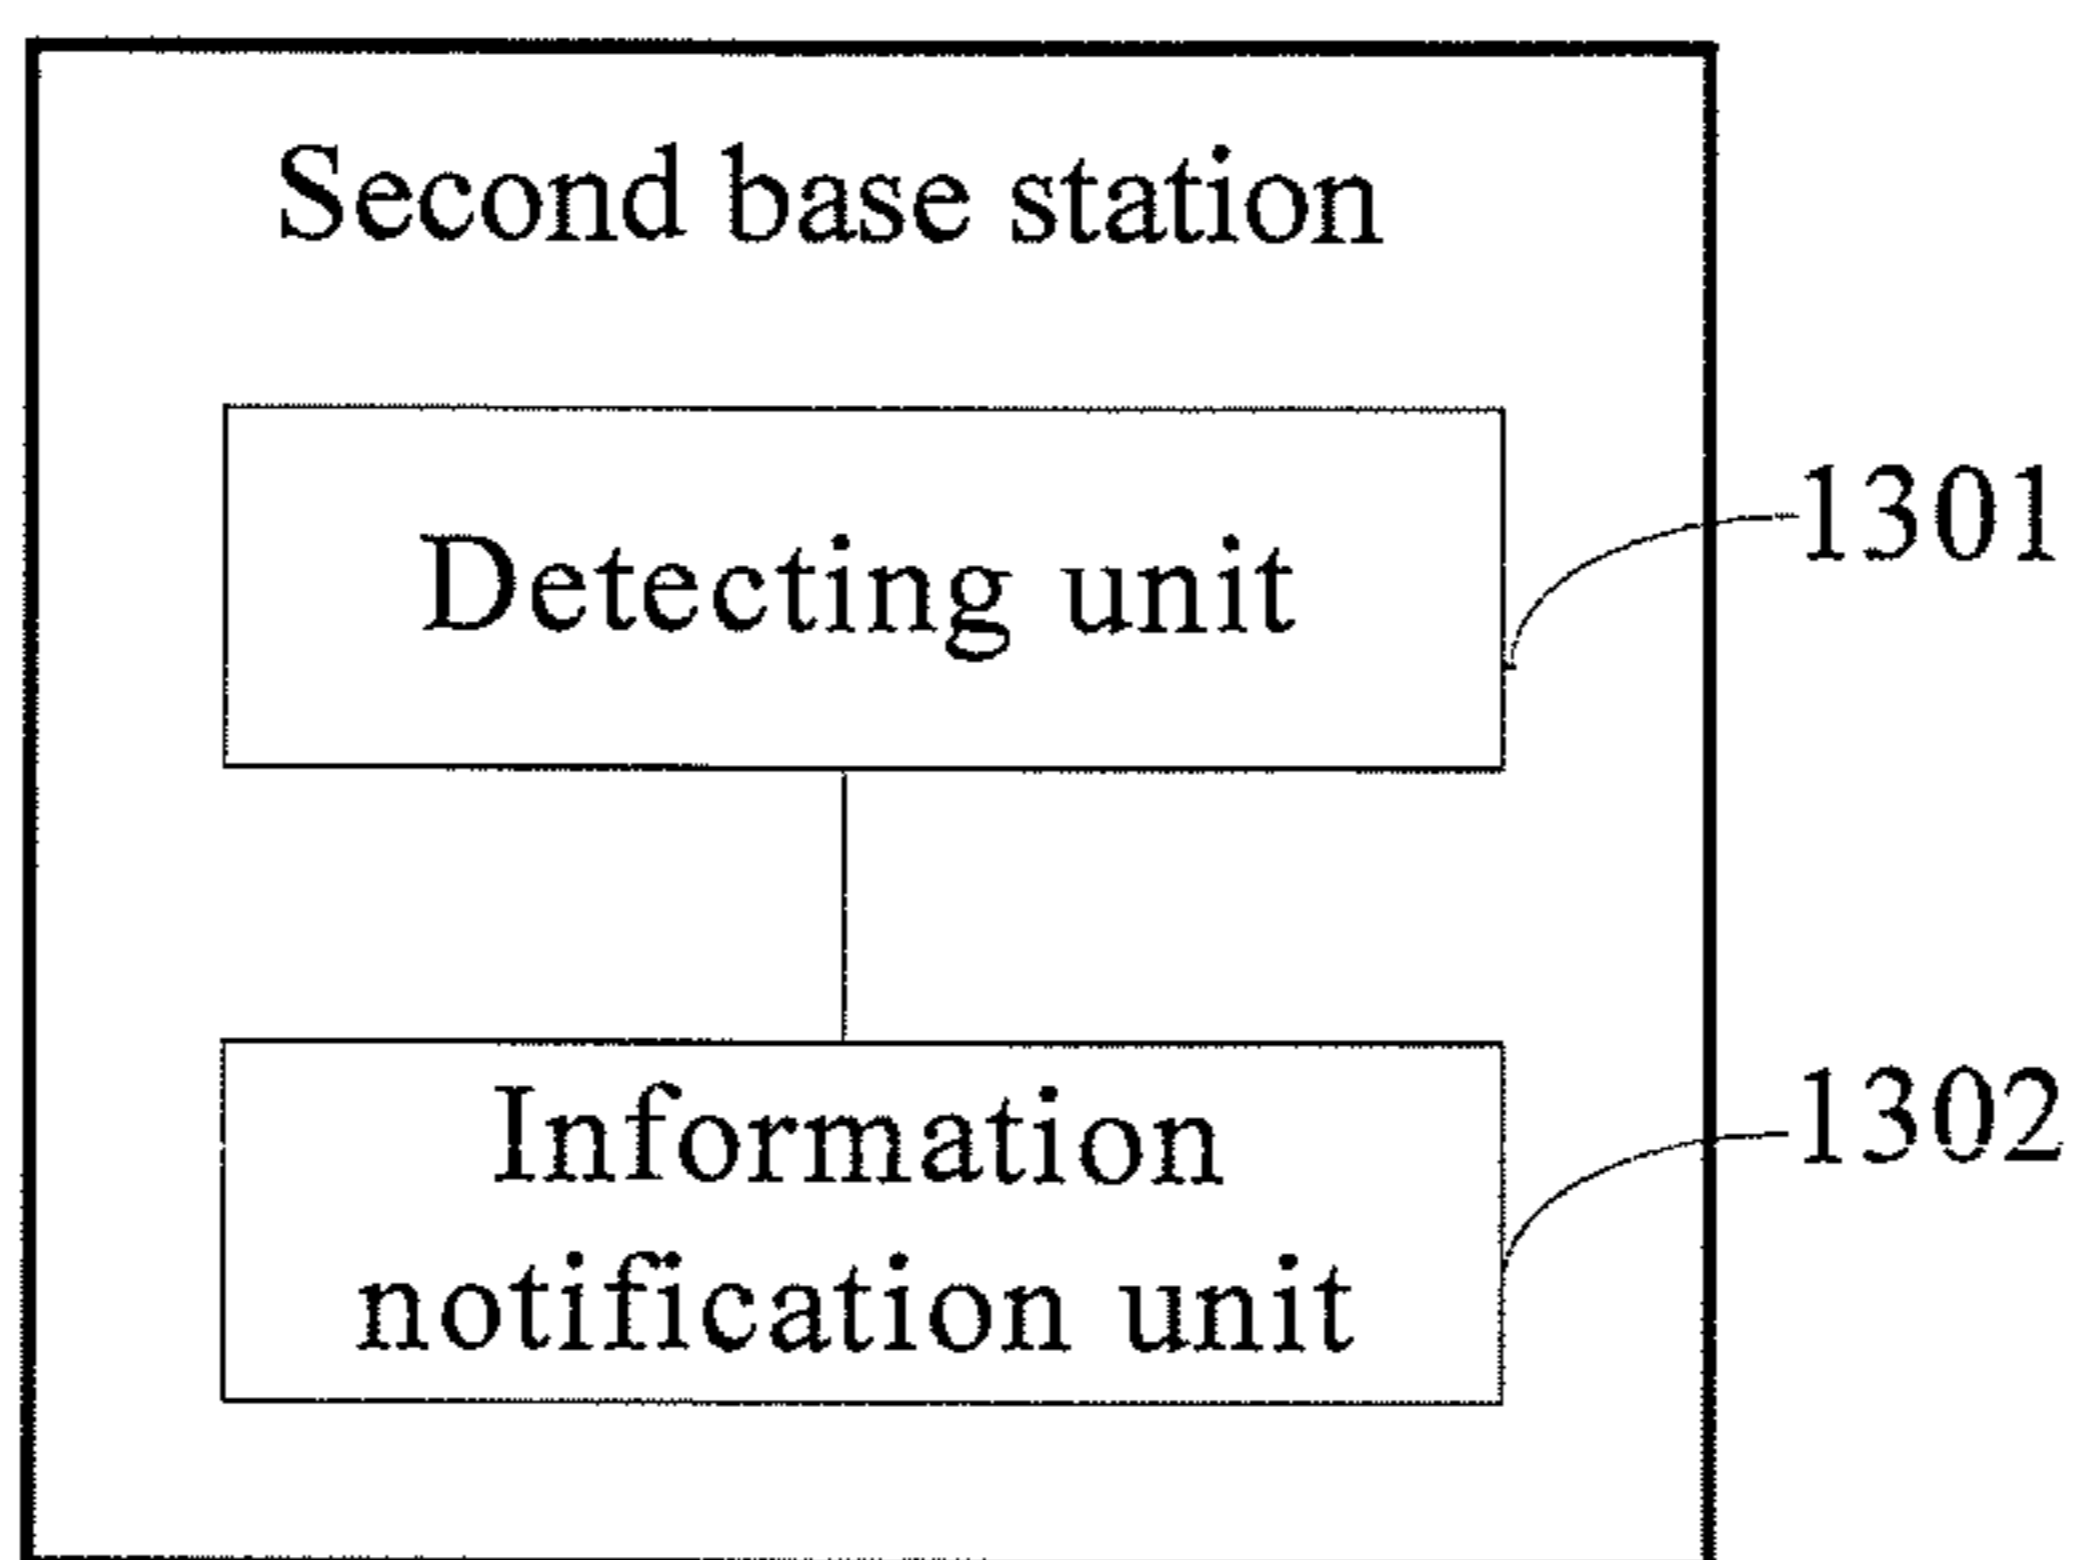 Second base station
Detecting unit
1301
Information
notification unit
1302